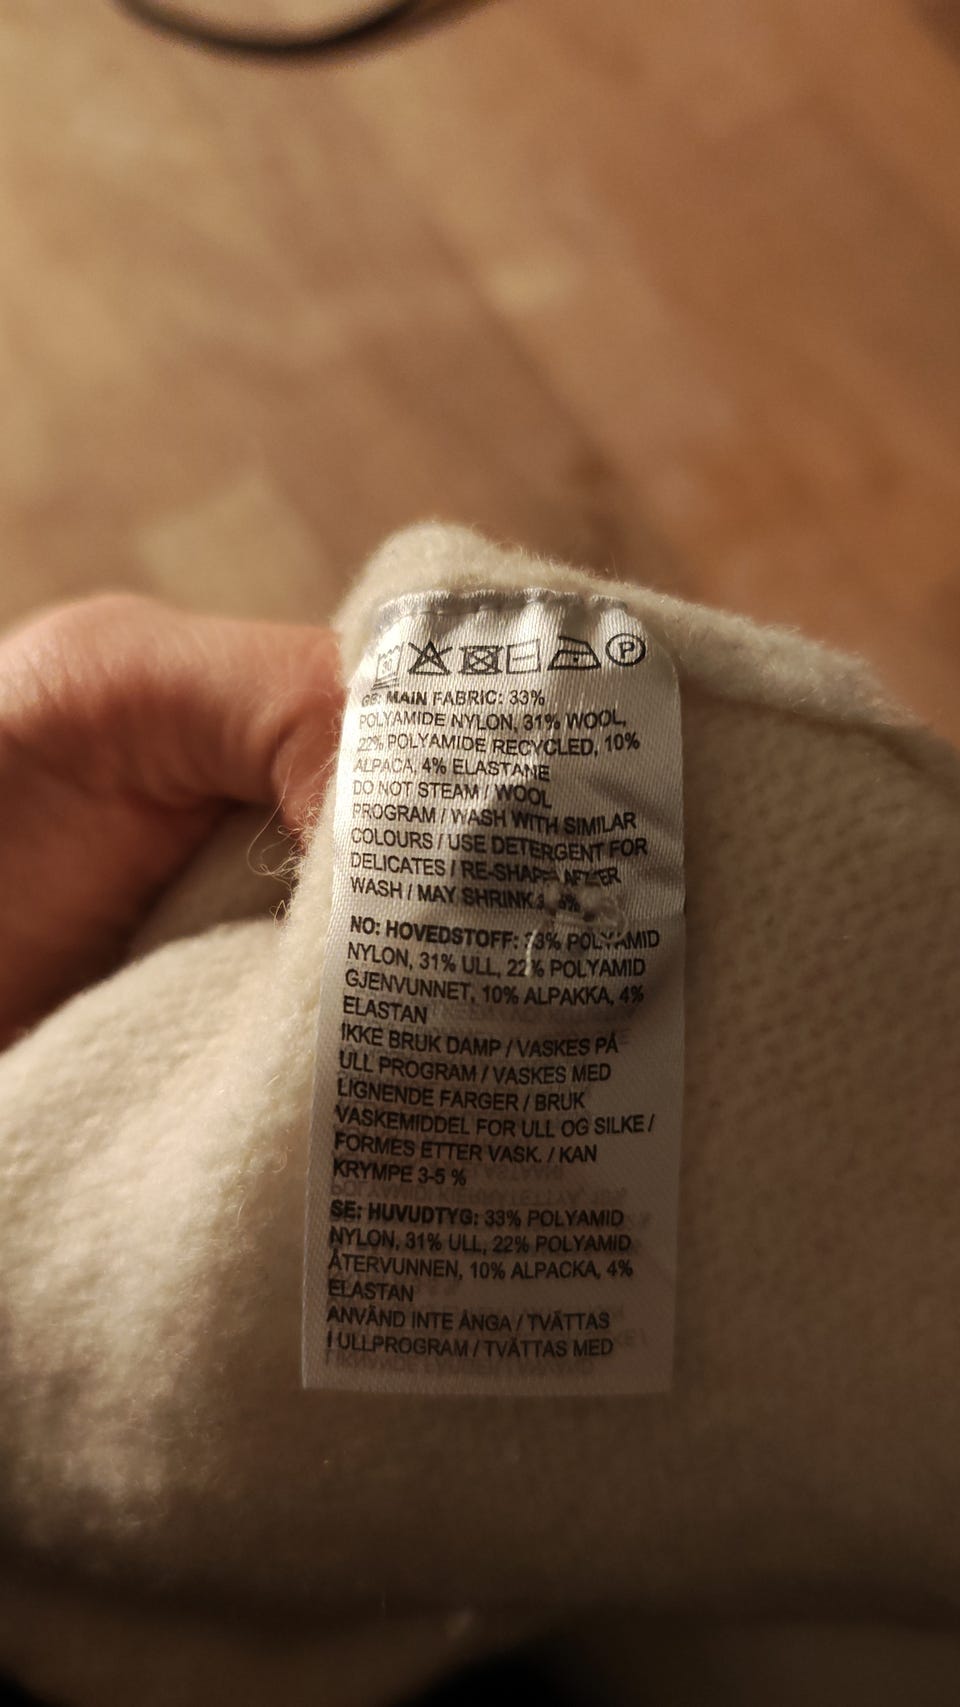 30
P
GB: MAIN FABRIC: 33%
POLYAMIDE NYLON, 31% WOOL,
22% POLYAMIDE RECYCLED, 10%
ALPACA, 4% ELASTANE
DO NOT STEAM / WOOL
PROGRAM / WASH WITH SIMILAR
COLOURS / USE DETERGENT FOR
DELICATES / RE-SHAPE AFTER
WASH / MAY SHRINK
NO: HOVEDSTOFF: 33% POLYAMID
NYLON, 31% ULL, 22% POLYAMID
GJENVUNNET, 10% ALPAKKA, 4%
ELASTAN
IKKE BRUK DAMP / VASKES PÅ
ULL PROGRAM / VASKES MED
LIGNENDE FARGER / BRUK
VASKEMIDDEL FOR ULL OG SILKE /
FORMES ETTER VASK. / KAN
KRYMPE 3-5 %
SE: HUVUDTYG: 33% POLYAMID
NYLON, 31% ULL, 22% POLYAMID
ÅTERVUNNEN, 10% ALPACKA, 4%
ELASTAN
ANVÄND INTE ÅNGA / TVÄTTAS
I ULLPROGRAM / TVÄTTAS MED